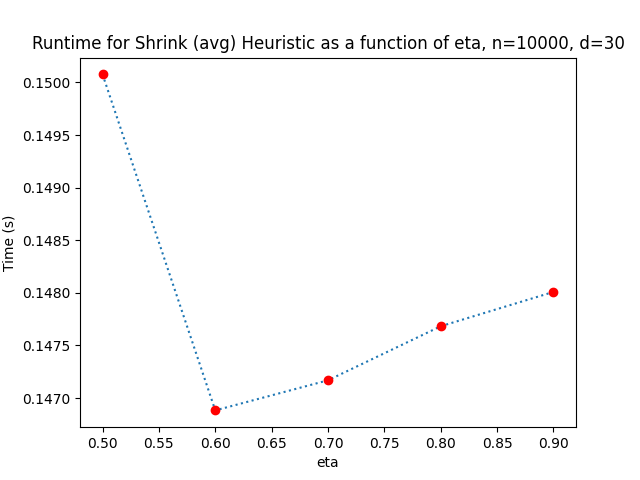 Runtime for Shrink (avg) Heuristic as a function of eta, n=10000, d=30
0.1500
0.1495
0.1490
0.1485
0.1480
0.1475
0.1470
Time (s)
0.50 0.55 0.60 0.65 0.70 0.75 0.80 0.85 0.90
eta